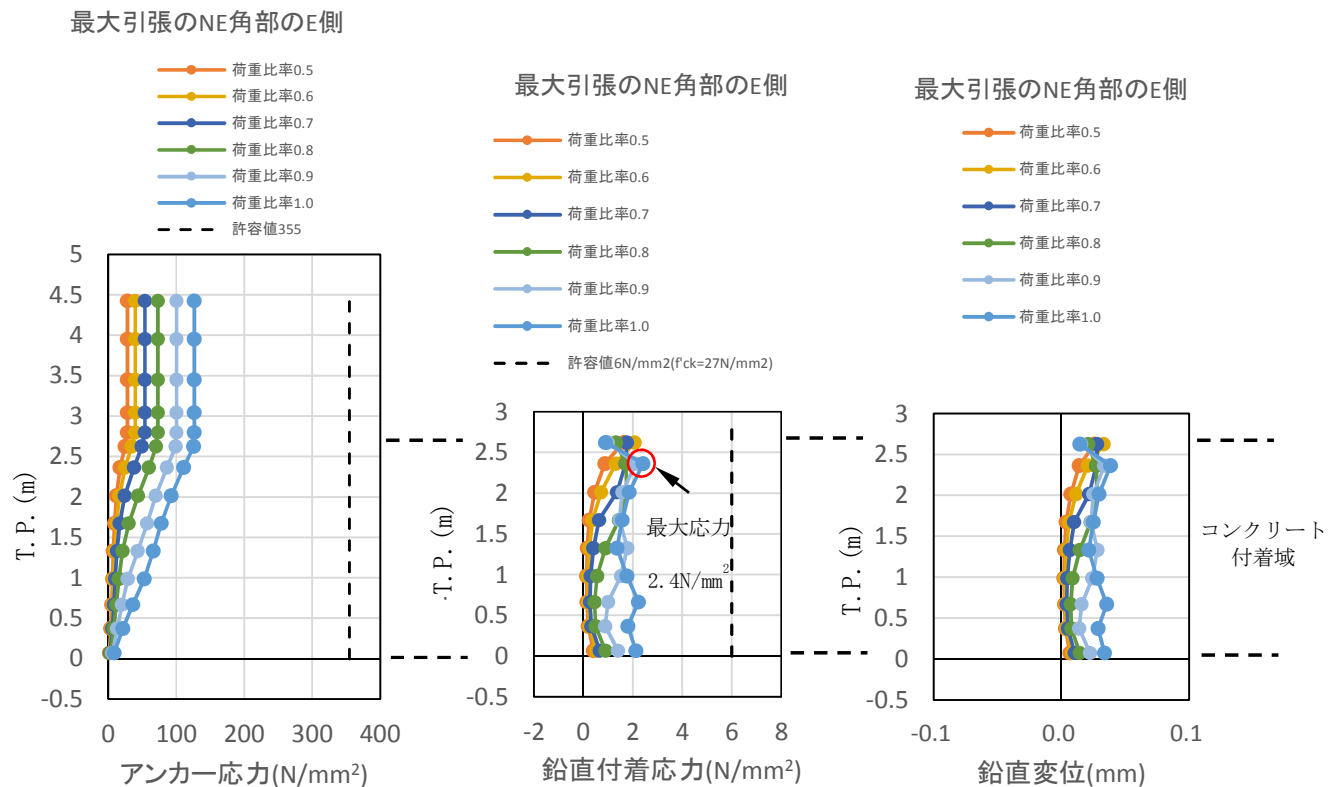 最大引張のNE角部のE側
荷重比率0.5
荷重比率0.6
荷重比率0.7
荷重比率0.8
荷重比率0.9
荷重比率1.0
許容値355
5
4.5
4
3.5
3
2.5
2
1.5
1
0.5
0
-0.5
T.P.(m)
0
100
200
300
400
アンカー応力(N/mm²)
最大引張のNE角部のE側
荷重比率0.5
荷重比率0.6
荷重比率0.7
荷重比率0.8
荷重比率0.9
荷重比率1.0
許容値6N/mm2(f'ck=27N/mm2)
3
2.5
2
1.5
1
0.5
0
-0.5
T.P.(m)
最大応力
2.4N/mm²
-2
0
2
4
6
8
鉛直付着応力(N/mm²)
最大引張のNE角部のE側
荷重比率0.5
荷重比率0.6
荷重比率0.7
荷重比率0.8
荷重比率0.9
荷重比率1.0
3
2.5
2
1.5
1
0.5
0
-0.5
T.P.(m)
コンクリート
付着域
-0.1
0.0
0.1
鉛直変位(mm)